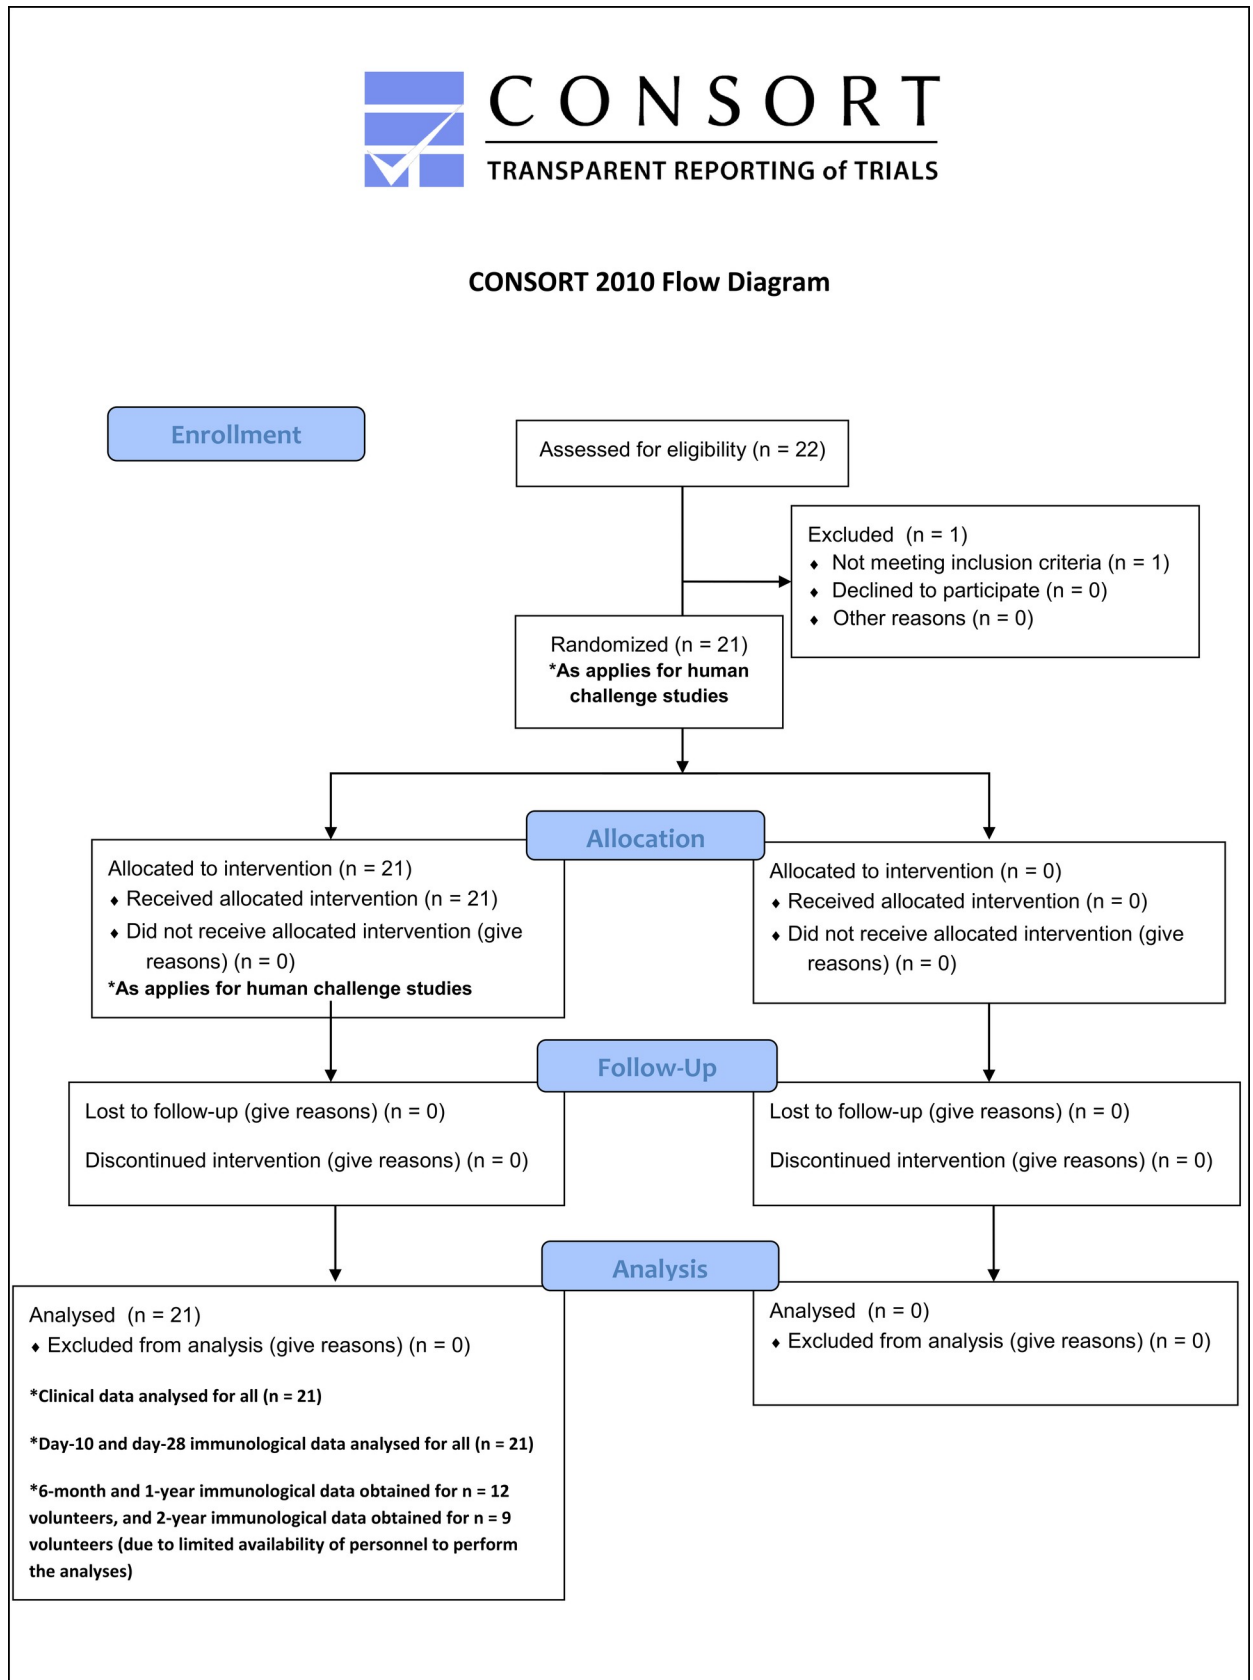 CONSORT
TRANSPARENT REPORTING of TRIALS
CONSORT 2010 Flow Diagram
Enrollment
Assessed for eligibility (n = 22)
Excluded (n = 1)
♦ Not meeting inclusion criteria (n = 1)
♦ Declined to participate (n = 0)
♦ Other reasons (n = 0)
Randomized (n = 21)
*As applies for human
challenge studies
Allocation
Allocated to intervention (n = 21)
♦ Received allocated intervention (n = 21)
♦ Did not receive allocated intervention (give
reasons) (n = 0)
*As applies for human challenge studies
Allocated to intervention (n = 0)
♦ Received allocated intervention (n = 0)
♦ Did not receive allocated intervention (give
reasons) (n = 0)
Follow-Up
Lost to follow-up (give reasons) (n = 0)
Discontinued intervention (give reasons) (n = 0)
Lost to follow-up (give reasons) (n = 0)
Discontinued intervention (give reasons) (n = 0)
Analysis
Analysed (n = 21)
♦ Excluded from analysis (give reasons) (n = 0)
*Clinical data analysed for all (n = 21)
*Day-10 and day-28 immunological data analysed for all (n = 21)
*6-month and 1-year immunological data obtained for n = 12
volunteers, and 2-year immunological data obtained for n = 9
volunteers (due to limited availability of personnel to perform
the analyses)
Analysed (n = 0)
♦ Excluded from analysis (give reasons) (n = 0)